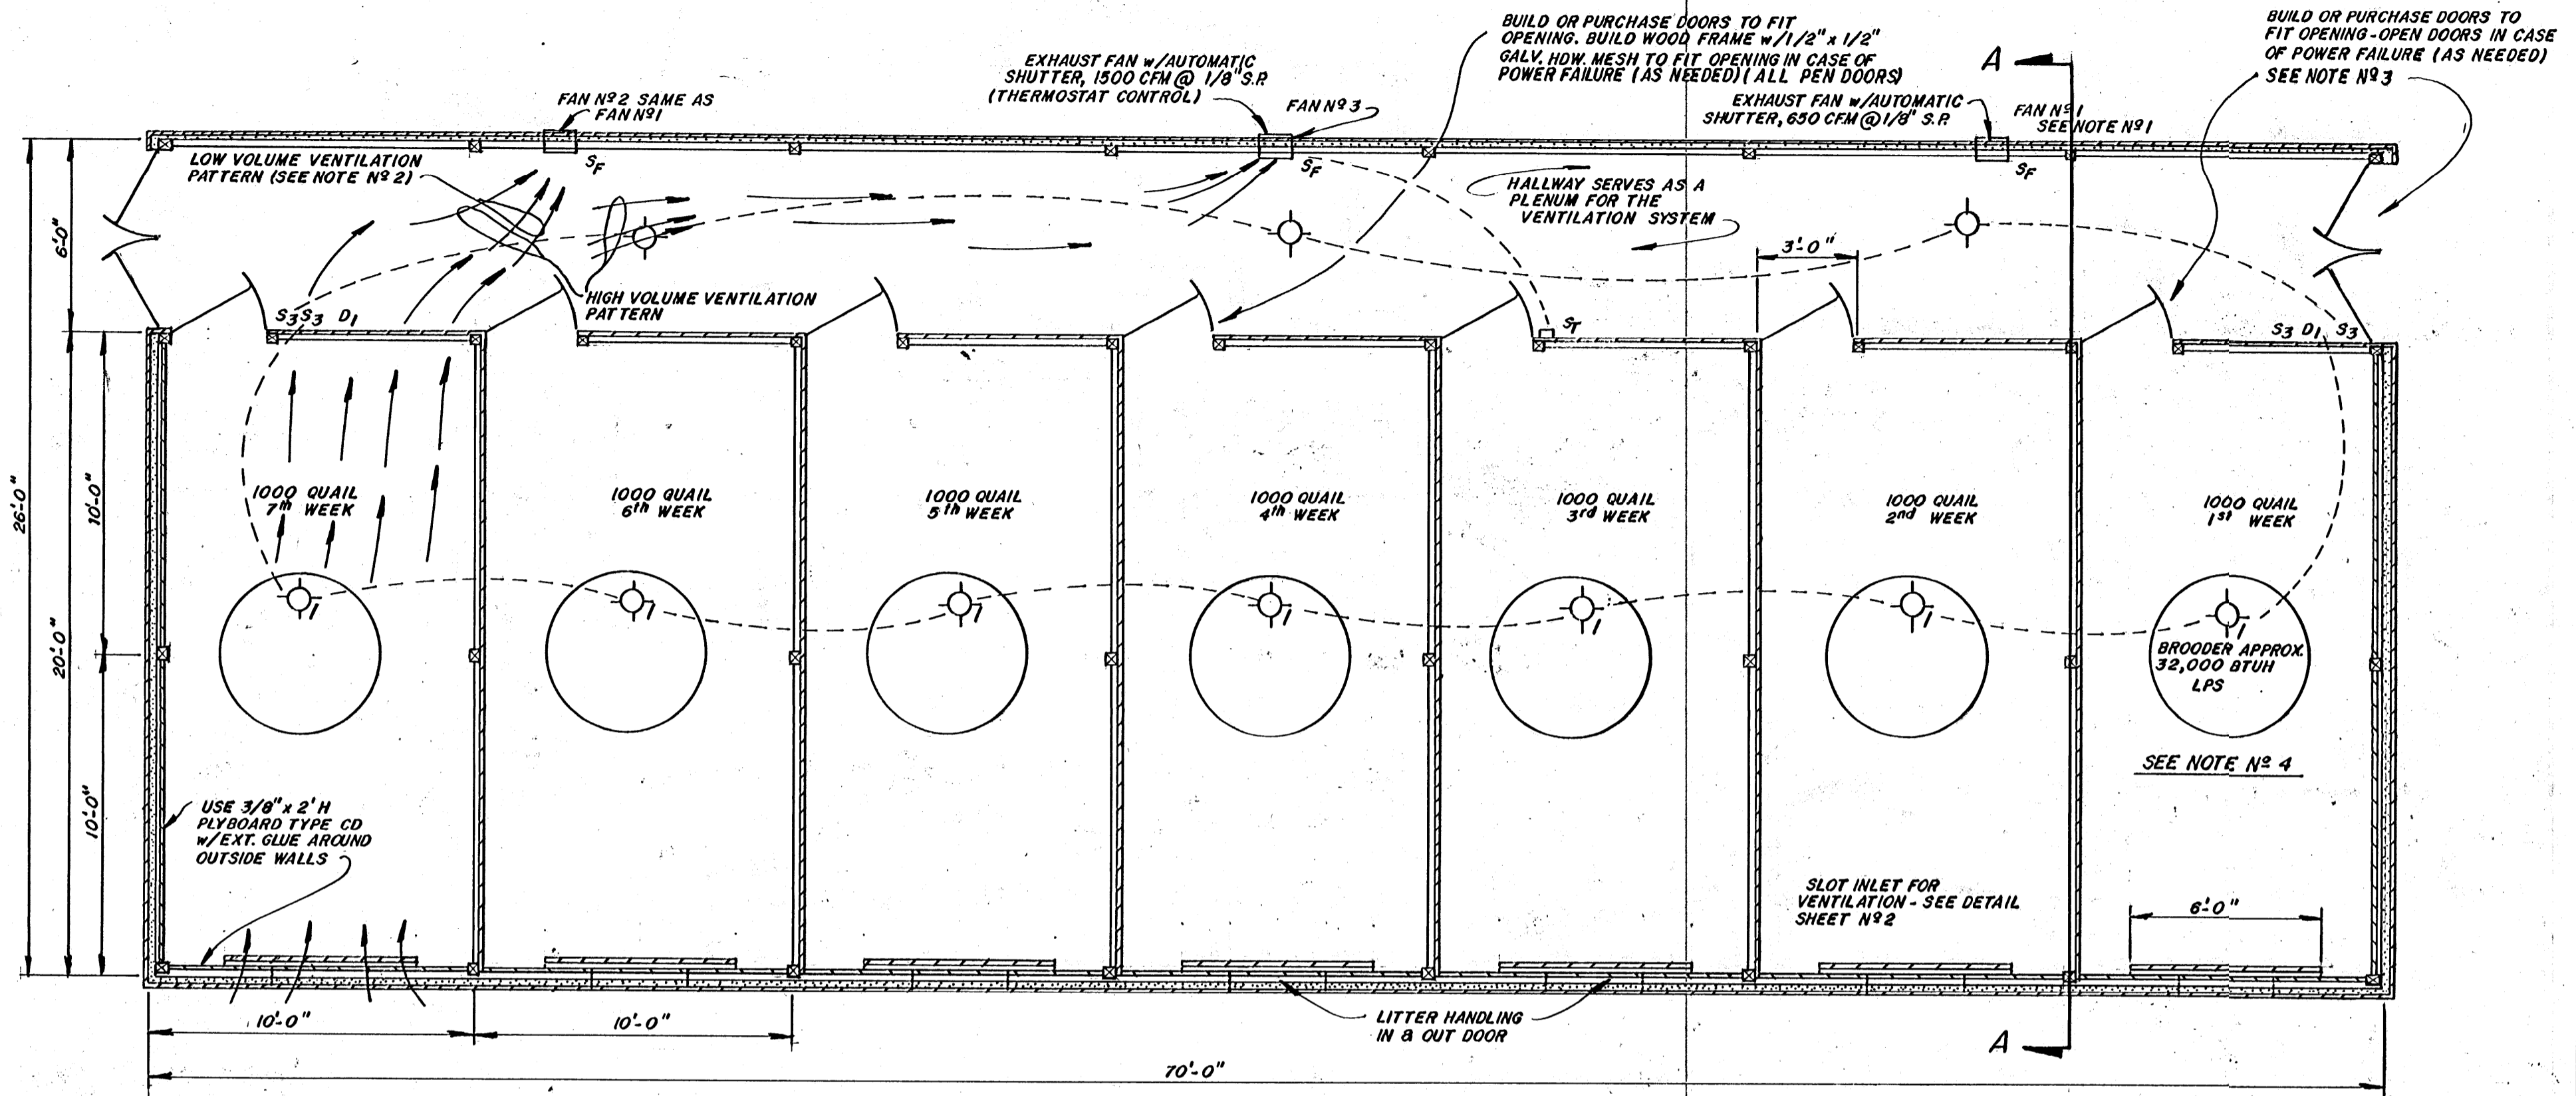 BUILD OR PURCHASE DOORS TO FIT
OPENING. BUILD WOOD FRAME w/1/2" x 1/2"
GALV. HDW. MESH TO FIT OPENING IN CASE OF
POWER FAILURE (AS NEEDED) (ALL PEN DOORS)
BUILD OR PURCHASE DOORS TO
FIT OPENING-OPEN DOORS IN CASE
OF POWER FAILURE (AS NEEDED)
SEE NOTE Nº 3
A
EXHAUST FAN w/AUTOMATIC
SHUTTER, 1500 CFM @ 1/8" S.P.
(THERMOSTAT CONTROL)
FAN Nº 3
FAN Nº 2 SAME AS
FAN Nº 1
EXHAUST FAN w/AUTOMATIC
SHUTTER, 650 CFM @ 1/8" S.P.
FAN Nº 1
SEE NOTE Nº 1
LOW VOLUME VENTILATION
PATTERN (SEE NOTE Nº 2)
SF
SF
SF
HALLWAY SERVES AS A
PLENUM FOR THE
VENTILATION SYSTEM
6'-0"
3'-0"
HIGH VOLUME VENTILATION
PATTERN
S3 S3 D1
ST
S3 D1 S3
26'-0"
20'-0"
10'-0"
10'-0"
1000 QUAIL
7th WEEK
1000 QUAIL
6th WEEK
1000 QUAIL
5th WEEK
1000 QUAIL
4th WEEK
1000 QUAIL
3rd WEEK
1000 QUAIL
2nd WEEK
1000 QUAIL
1st WEEK
1
1
1
1
1
1
1
BROODER APPROX.
32,000 BTUH
LPS
SEE NOTE Nº 4
USE 3/8" x 2' H
PLYBOARD TYPE CD
w/EXT. GLUE AROUND
OUTSIDE WALLS
SLOT INLET FOR
VENTILATION - SEE DETAIL
SHEET Nº 2
6'-0"
LITTER HANDLING
IN & OUT DOOR
10'-0"
10'-0"
A
70'-0"